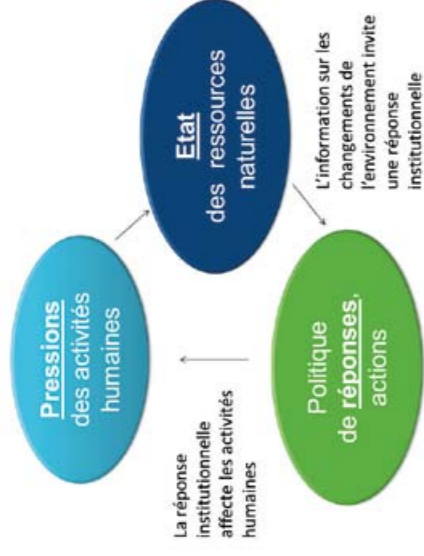 Pressions
des activités
humaines
Etat
des ressources
naturelles
L'information sur les
changements de
l'environnement invite
une réponse
institutionnelle
Politique
de réponses,
actions
La réponse
institutionnelle
affecte les activités
humaines